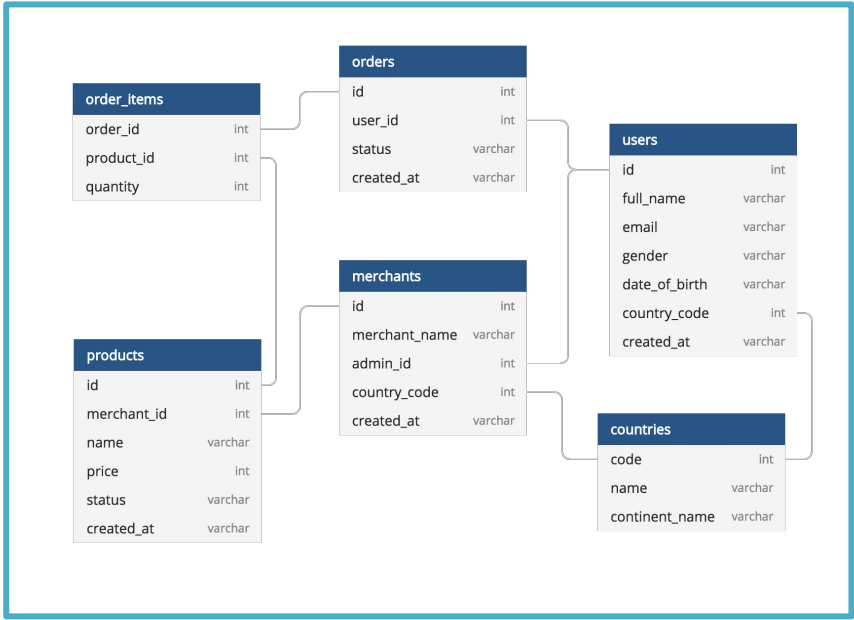 order_items
order_id int
product_id int
quantity int
orders
id int
user_id int
status varchar
created_at varchar
users
id int
full_name varchar
email varchar
gender varchar
date_of_birth varchar
country_code int
created_at varchar
merchants
id int
merchant_name varchar
admin_id int
country_code int
created_at varchar
products
id int
merchant_id int
name varchar
price int
status varchar
created_at varchar
countries
code int
name varchar
continent_name varchar